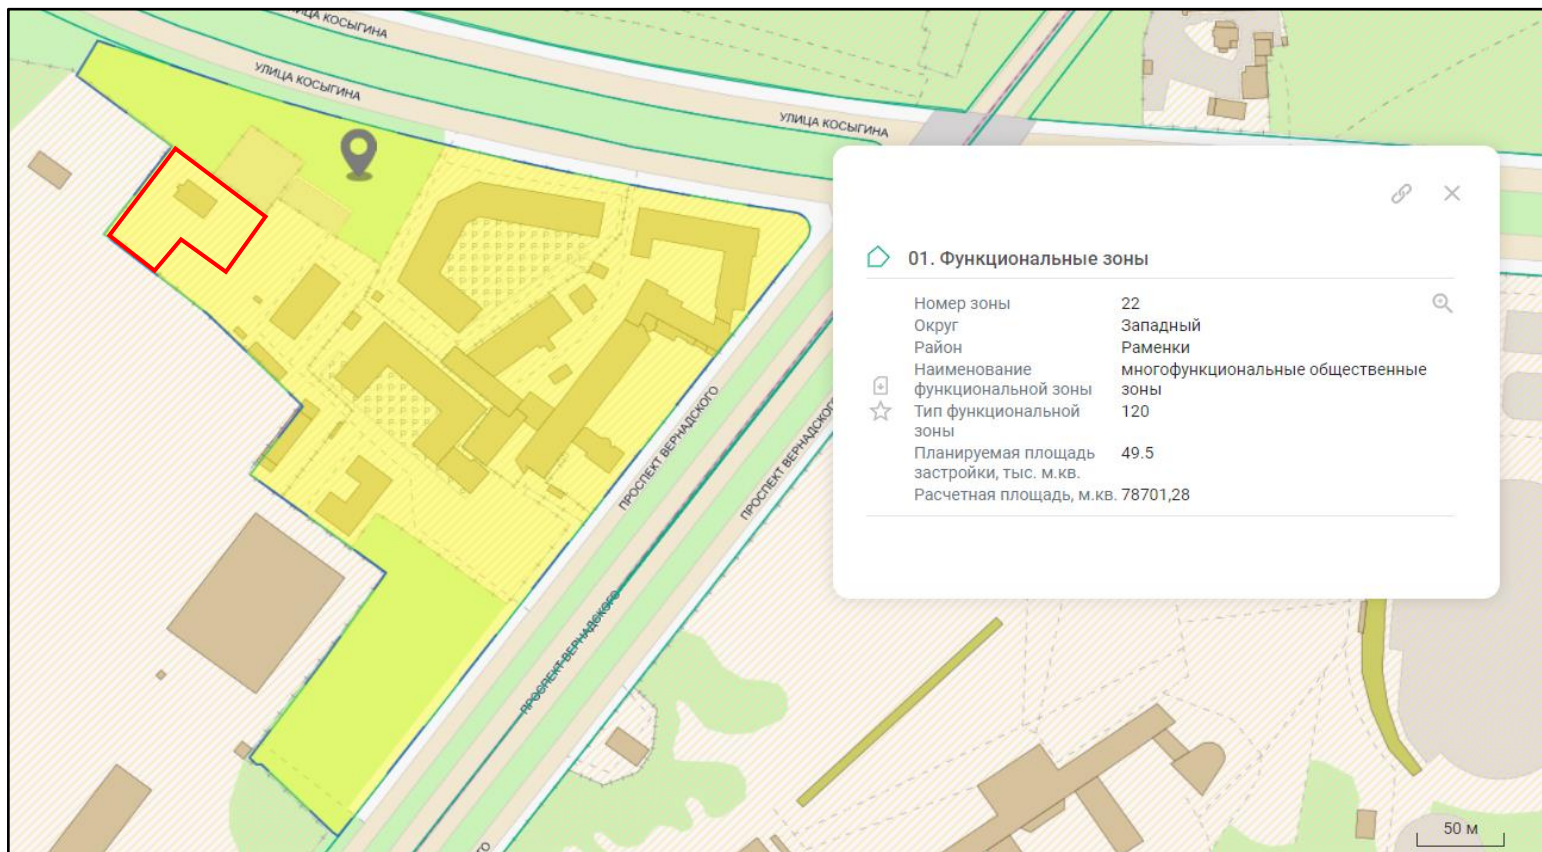 УЛИЦА КОСЫГИНА
УЛИЦА КОСЫГИНА
УЛИЦА КОСЫГИНА
01. Функциональные зоны
Номер зоны 22
Округ Западный
Район Раменки
Наименование многофункциональные общественные
функциональной зоны зоны
Тип функциональной 120
зоны
Планируемая площадь 49.5
застройки, тыс. м.кв.
Расчетная площадь, м.кв. 78701,28
ПРОСПЕКТ ВЕРНАДСКОГО
ПРОСПЕКТ ВЕРНАДСКОГО
ПРОСПЕКТ ВЕРНАДСКОГО
50 м